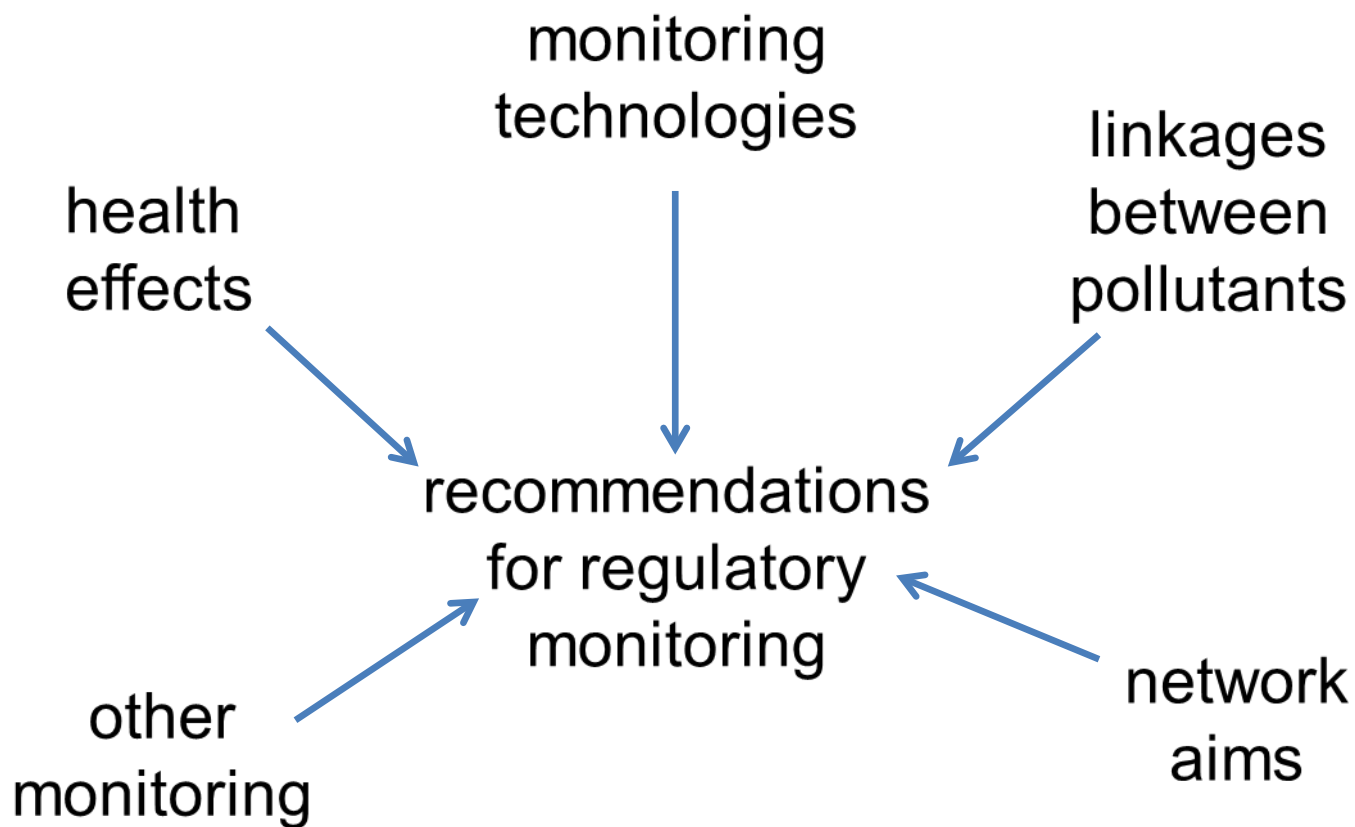 monitoring
technologies
linkages
between
pollutants
health
effects
recommendations
for regulatory
monitoring
other
monitoring
network
aims